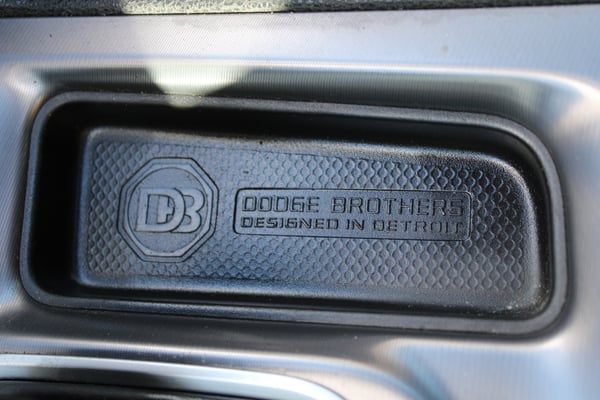 DB
DODGE BROTHERS
DESIGNED IN DETROIT